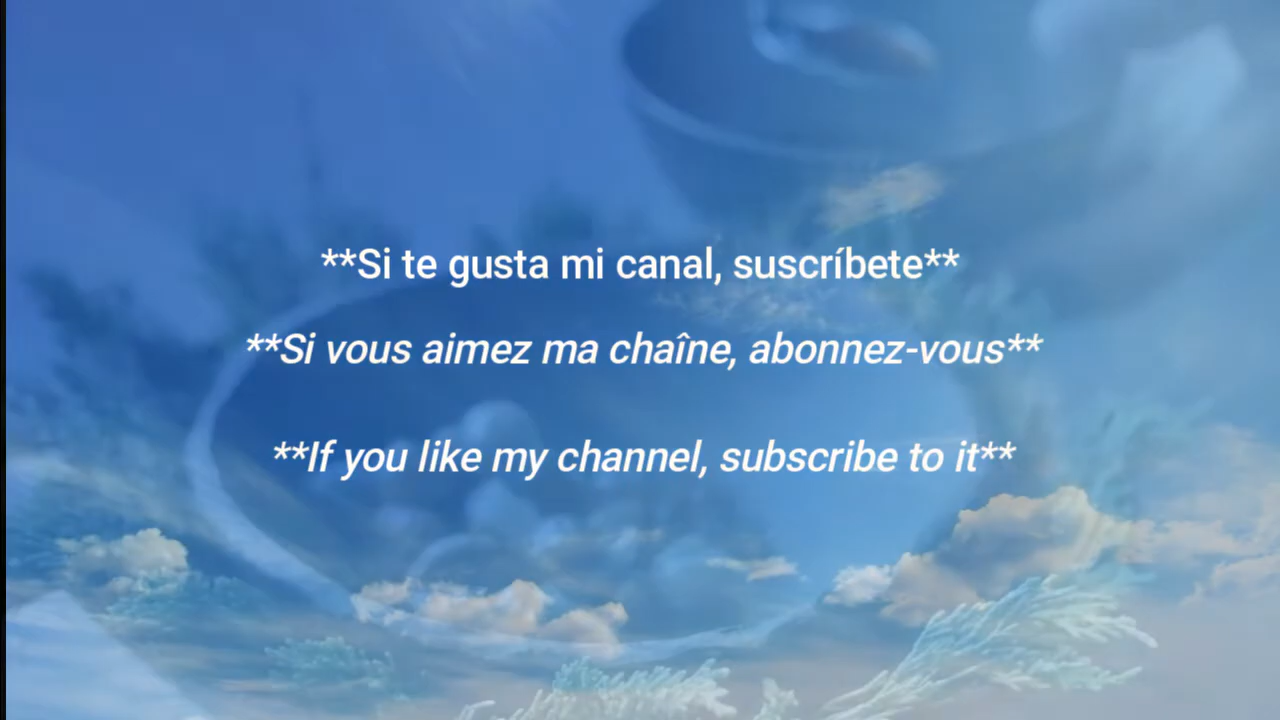 **Si te gusta mi canal, suscríbete**
**Si vous aimez ma chaîne, abonnez-vous**
**If you like my channel, subscribe to it**